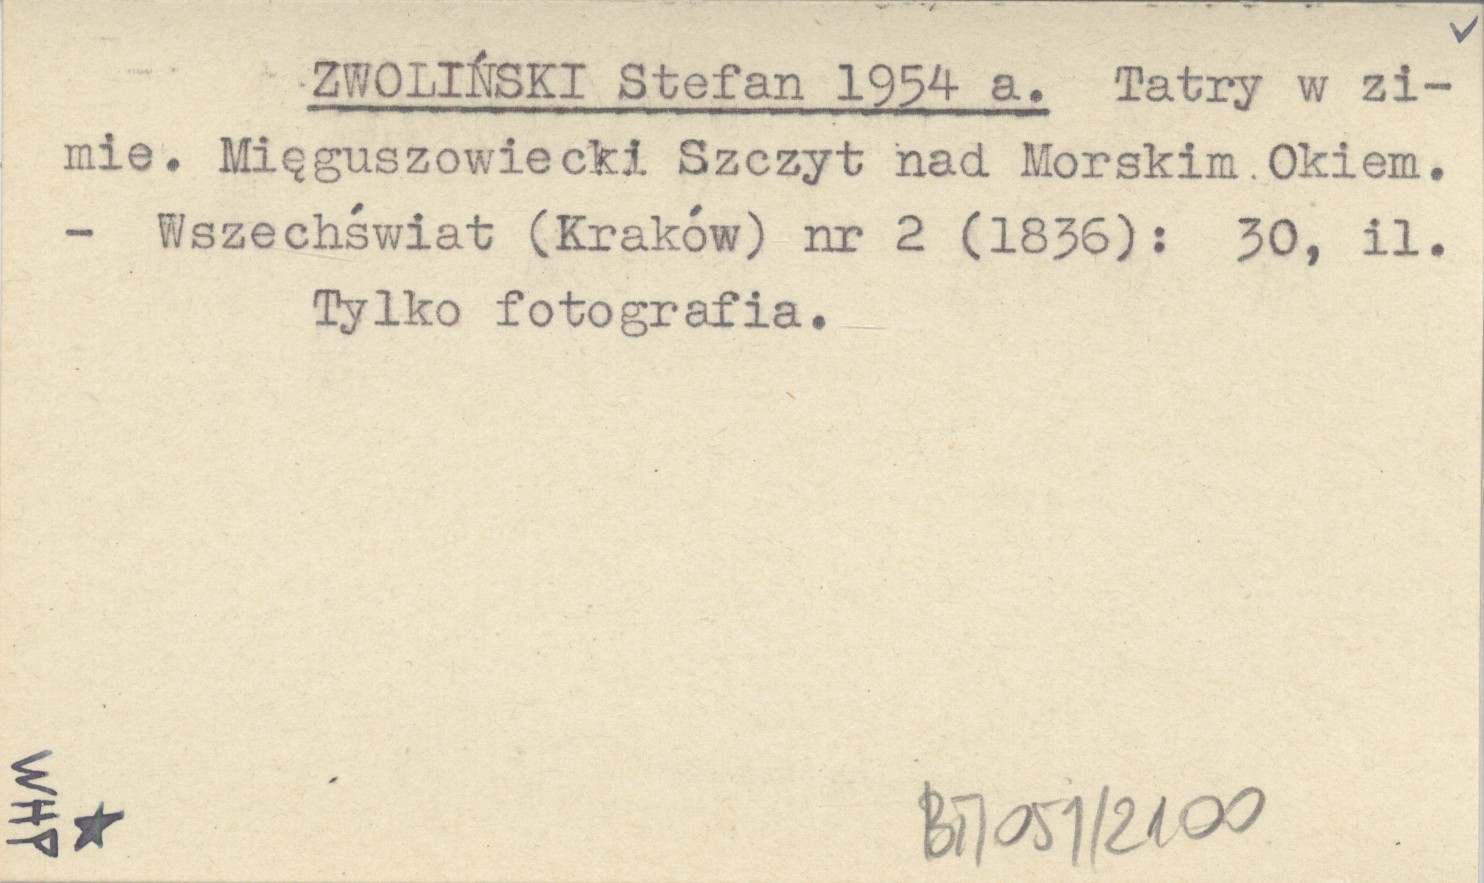 ZWOLIŃSKI Stefan 1954 a. Tatry w zi-
mie. Mięguszowiecki Szczyt nad Morskim Okiem.
- Wszechświat (Kraków) nr 2 (1836): 30, il.
Tylko fotografia.
WHP
BT/051/2100